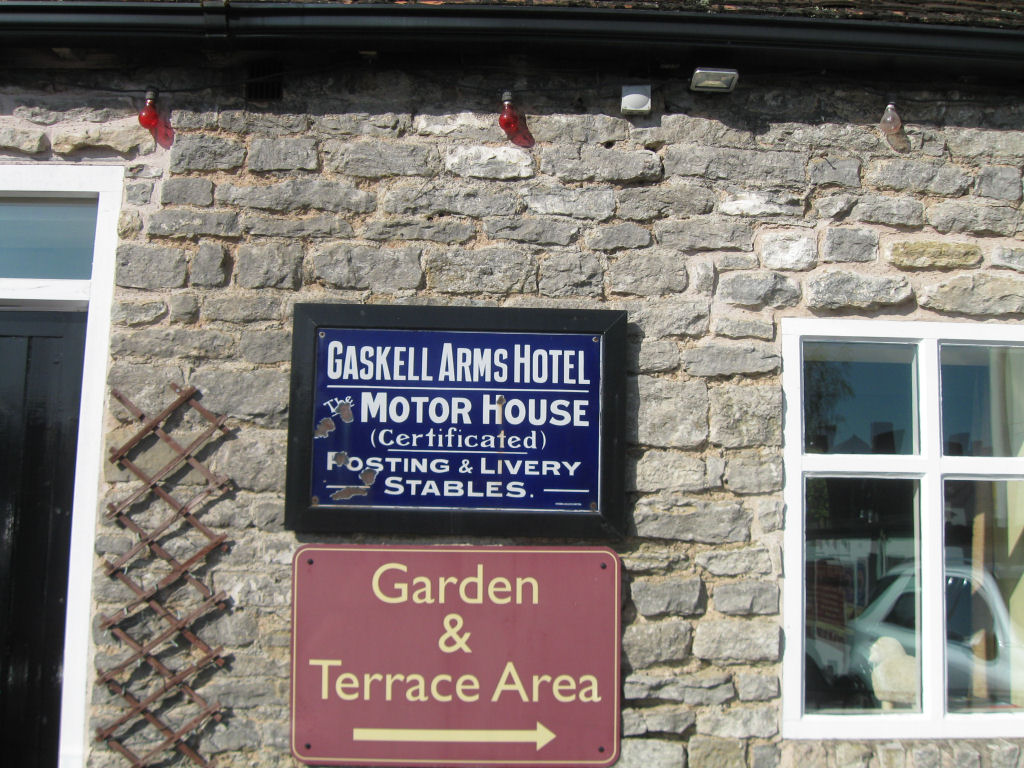 GASKELL ARMS HOTEL
The MOTOR HOUSE
(Certificated)
POSTING & LIVERY
STABLES.
Garden
&
Terrace Area